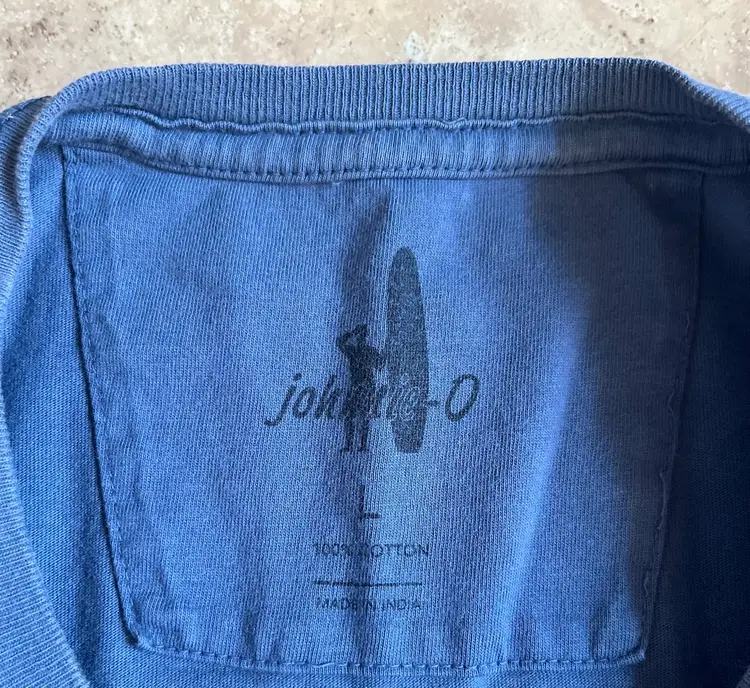 johnnie-O
L
100% COTTON
MADE IN INDIA